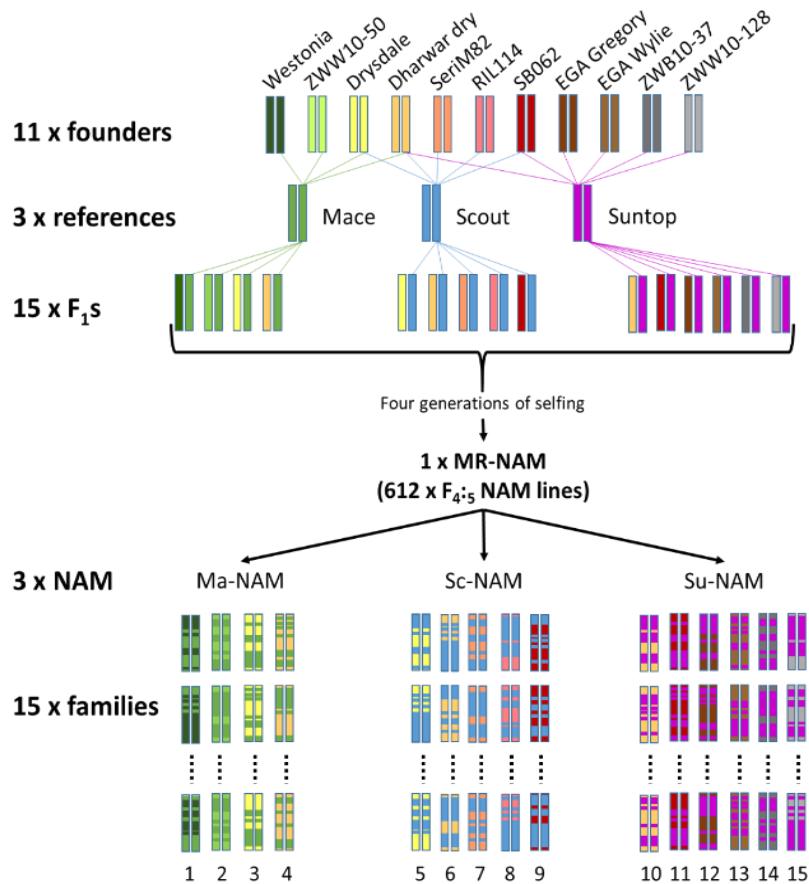 Westonia
ZWW10-50
Drysdale
Dharwar dry
SeriM82
RIL114
SB062
EGA Gregory
EGA Wylie
ZWB10-37
ZWW10-128
11 x founders
3 x references
Mace
Scout
Suntop
15 x F₁s
Four generations of selfing
1 x MR-NAM
(612 x F₄:₅ NAM lines)
3 x NAM
Ma-NAM
Sc-NAM
Su-NAM
15 x families
1 2 3 4 5 6 7 8 9 10 11 12 13 14 15